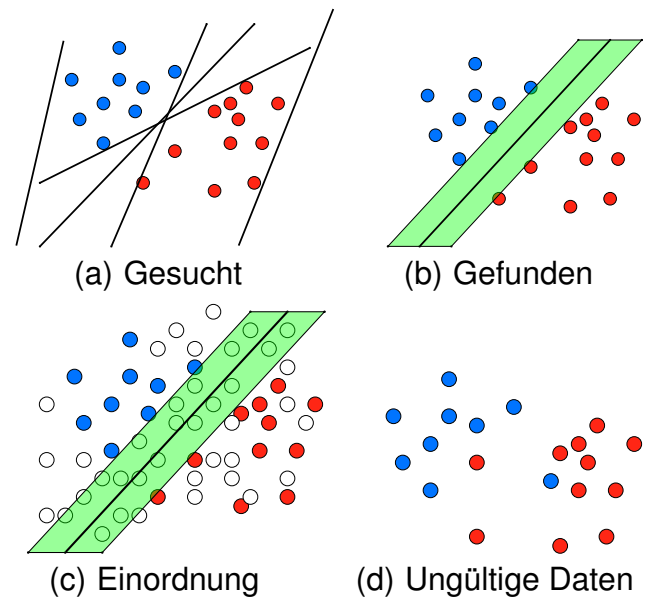 (a) Gesucht
(b) Gefunden
(c) Einordnung
(d) Ungültige Daten